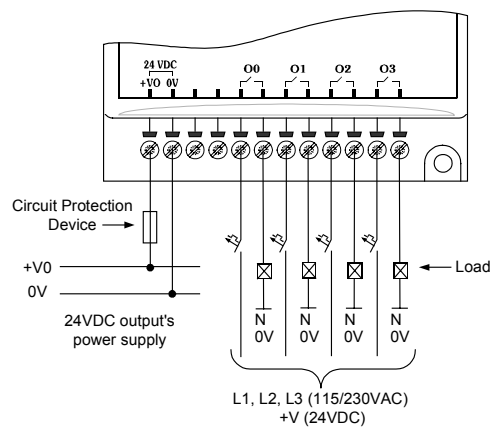 24 VDC
+VO 0V
O0 O1 O2 O3
Circuit Protection
Device
+V0
0V
24VDC output's
power supply
Load
N N N N
0V 0V 0V 0V
L1, L2, L3 (115/230VAC)
+V (24VDC)